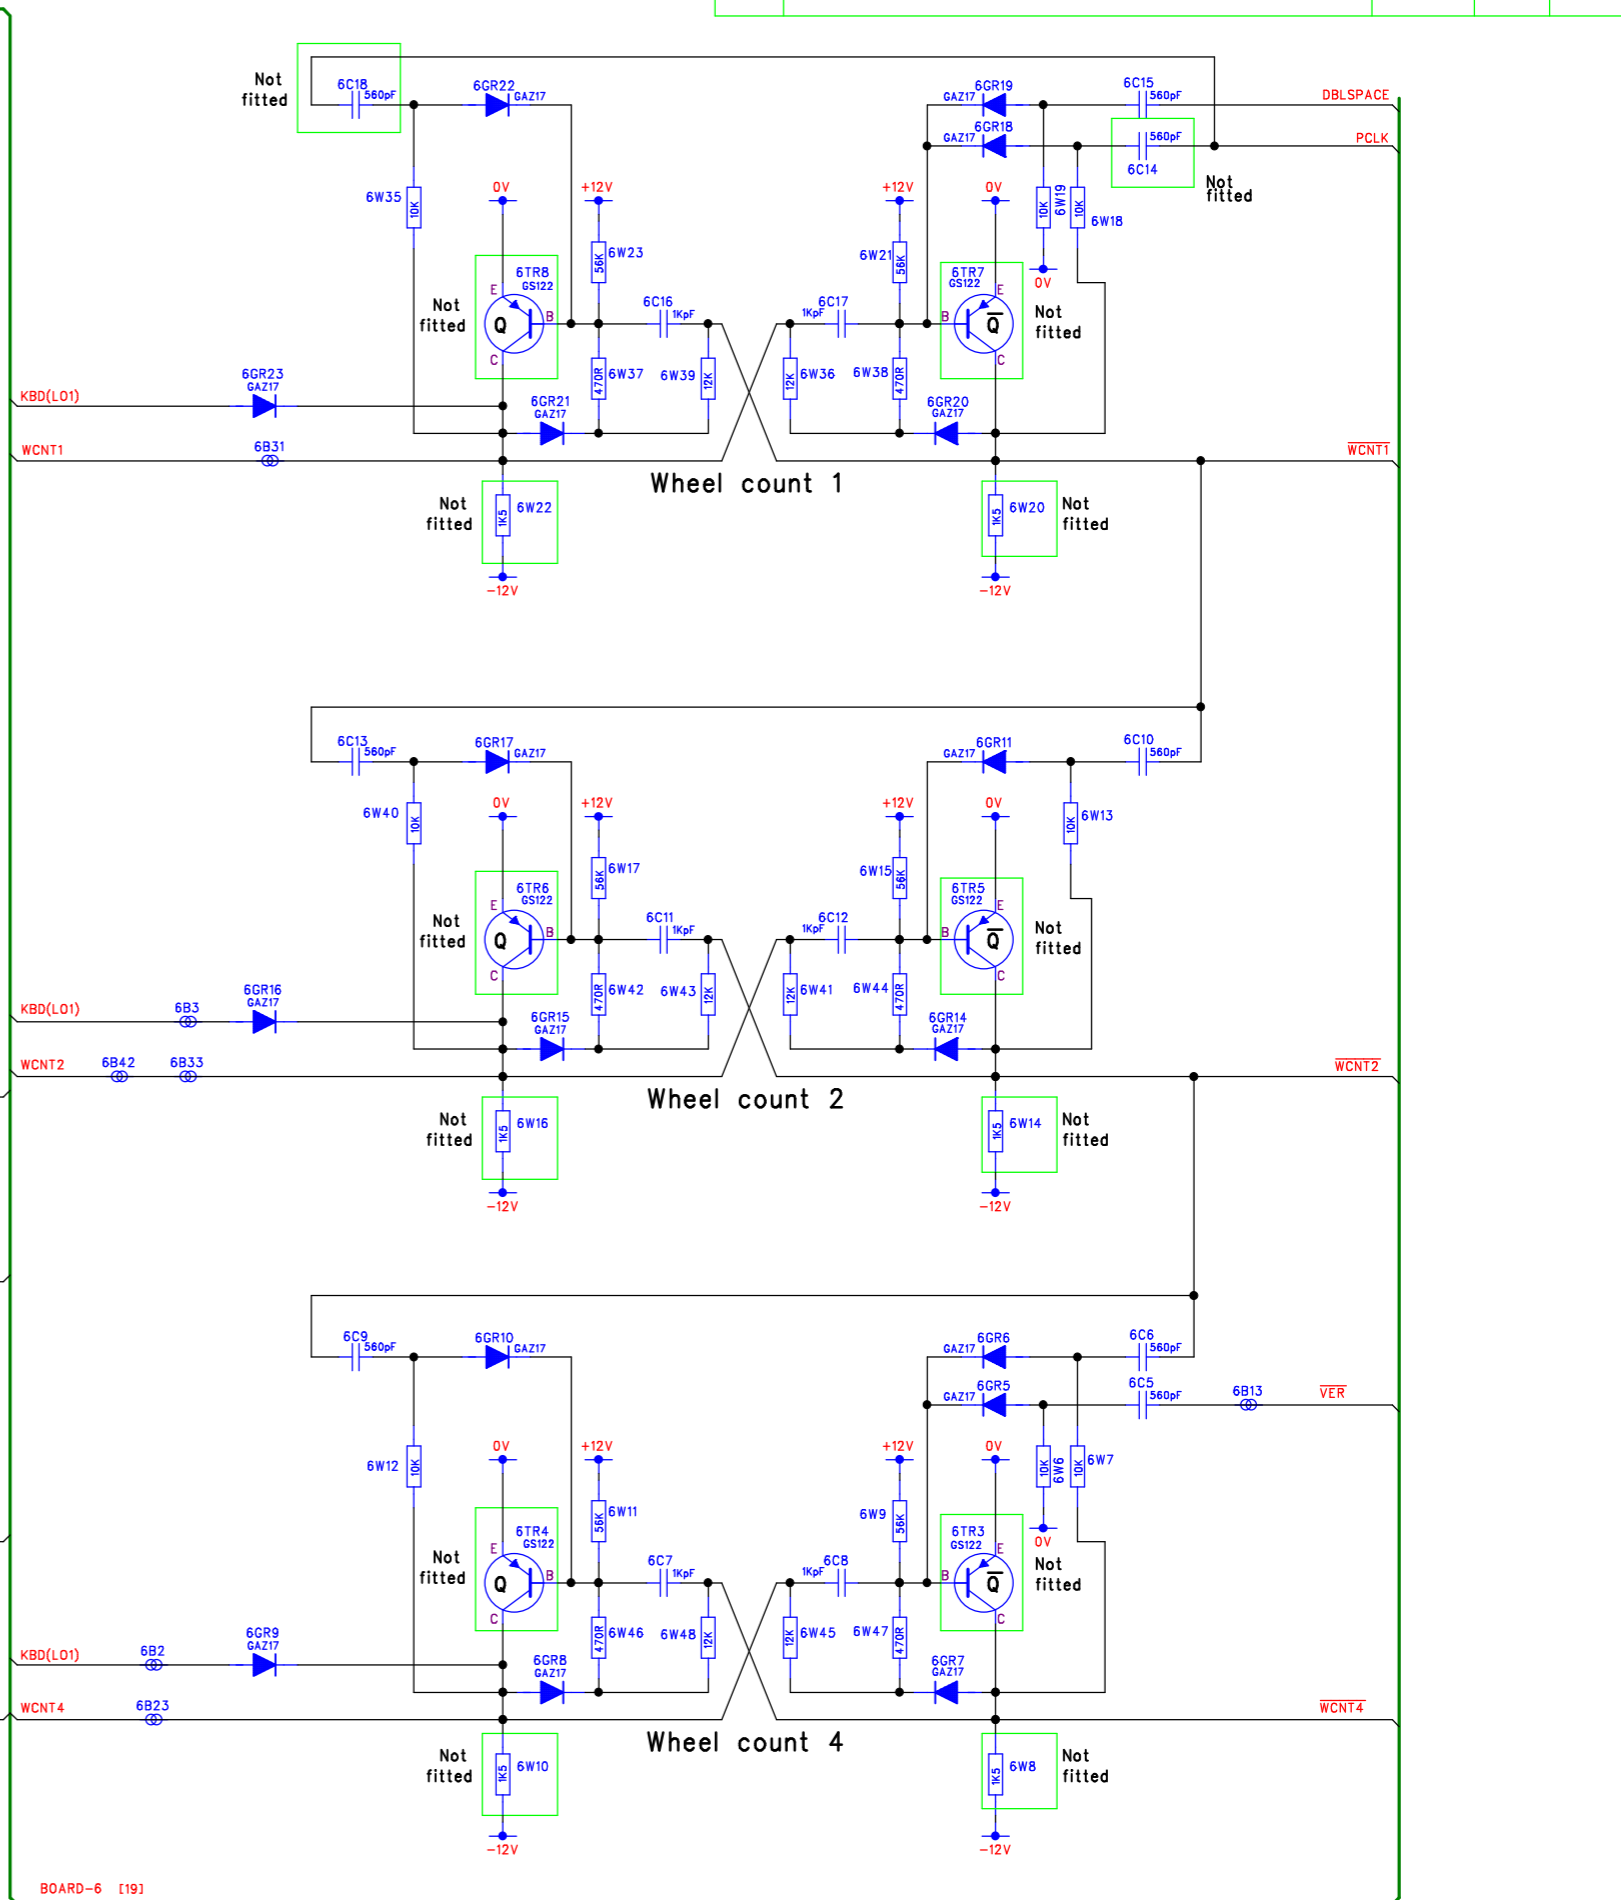 Not
fitted
6C18
560pF
6GR22
GAZ17
6GR19
GAZ17
6C15
560pF
DBLSPACE
6GR18
GAZ17
560pF
6C14
PCLK
Not
fitted
6W35
10K
0V
+12V
+12V
0V
10K
6W19
10K
6W18
6W23
56K
6W21
56K
0V
6TR8
GS122
6TR7
GS122
E
E
Not
fitted
Q
B
6C16
1KpF
6C17
1KpF
B
Q
Not
fitted
C
C
6GR23
GAZ17
470R
6W37
6W39
12K
12K
6W36
6W38
470R
KBD(LO1)
6GR21
GAZ17
6GR20
GAZ17
WCNT1
6B31
WCNT1
Wheel count 1
Not
fitted
1K5
6W22
1K5
6W20
Not
fitted
-12V
-12V
6C13
560pF
6GR17
GAZ17
6GR11
GAZ17
6C10
560pF
6W40
10K
0V
+12V
+12V
0V
10K
6W13
6W17
56K
6W15
56K
6TR6
GS122
6TR5
GS122
E
E
Not
fitted
Q
B
6C11
1KpF
6C12
1KpF
B
Q
Not
fitted
C
C
6GR16
GAZ17
470R
6W42
6W43
12K
12K
6W41
6W44
470R
KBD(LO1)
6B3
6GR15
GAZ17
6GR14
GAZ17
WCNT2
6B42
6B33
WCNT2
Wheel count 2
Not
fitted
1K5
6W16
1K5
6W14
Not
fitted
-12V
-12V
6C9
560pF
6GR10
GAZ17
6GR6
GAZ17
6C6
560pF
6GR5
GAZ17
6C5
560pF
6B13
VER
6W12
10K
0V
+12V
+12V
0V
10K
6W6
10K
6W7
6W11
56K
6W9
56K
0V
6TR4
GS122
6TR3
GS122
E
E
Not
fitted
Q
B
6C7
1KpF
6C8
1KpF
B
Q
Not
fitted
C
C
6GR9
GAZ17
470R
6W46
6W48
12K
12K
6W45
6W47
470R
KBD(LO1)
6B2
6GR8
GAZ17
6GR7
GAZ17
WCNT4
6B23
WCNT4
Wheel count 4
Not
fitted
1K5
6W10
1K5
6W8
Not
fitted
-12V
-12V
BOARD-6 [19]